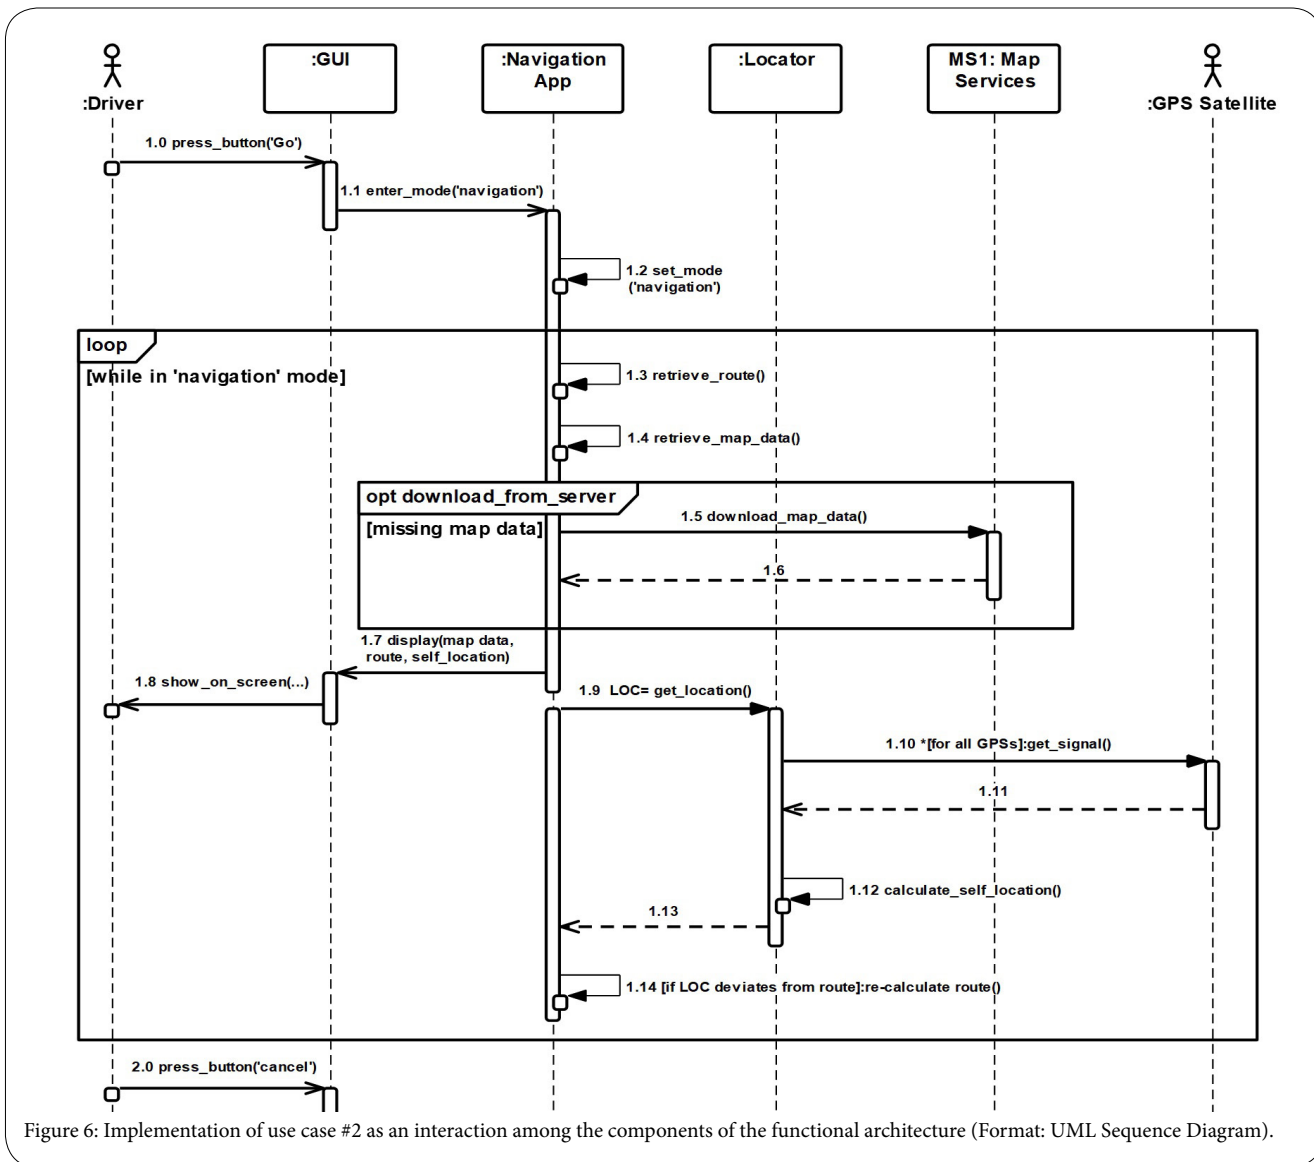 :Driver
:GUI
:Navigation
App
:Locator
MS1: Map
Services
:GPS Satellite
1.0 press_button('Go')
1.1 enter_mode('navigation')
1.2 set_mode
('navigation')
loop
[while in 'navigation' mode]
1.3 retrieve_route()
1.4 retrieve_map_data()
opt download_from_server
[missing map data]
1.5 download_map_data()
1.6
1.7 display(map data,
route, self_location)
1.8 show_on_screen(...)
1.9 LOC= get_location()
1.10 *[for all GPSs]:get_signal()
1.11
1.12 calculate_self_location()
1.13
1.14 [if LOC deviates from route]:re-calculate route()
2.0 press_button('cancel')
Figure 6: Implementation of use case #2 as an interaction among the components of the functional architecture (Format: UML Sequence Diagram).